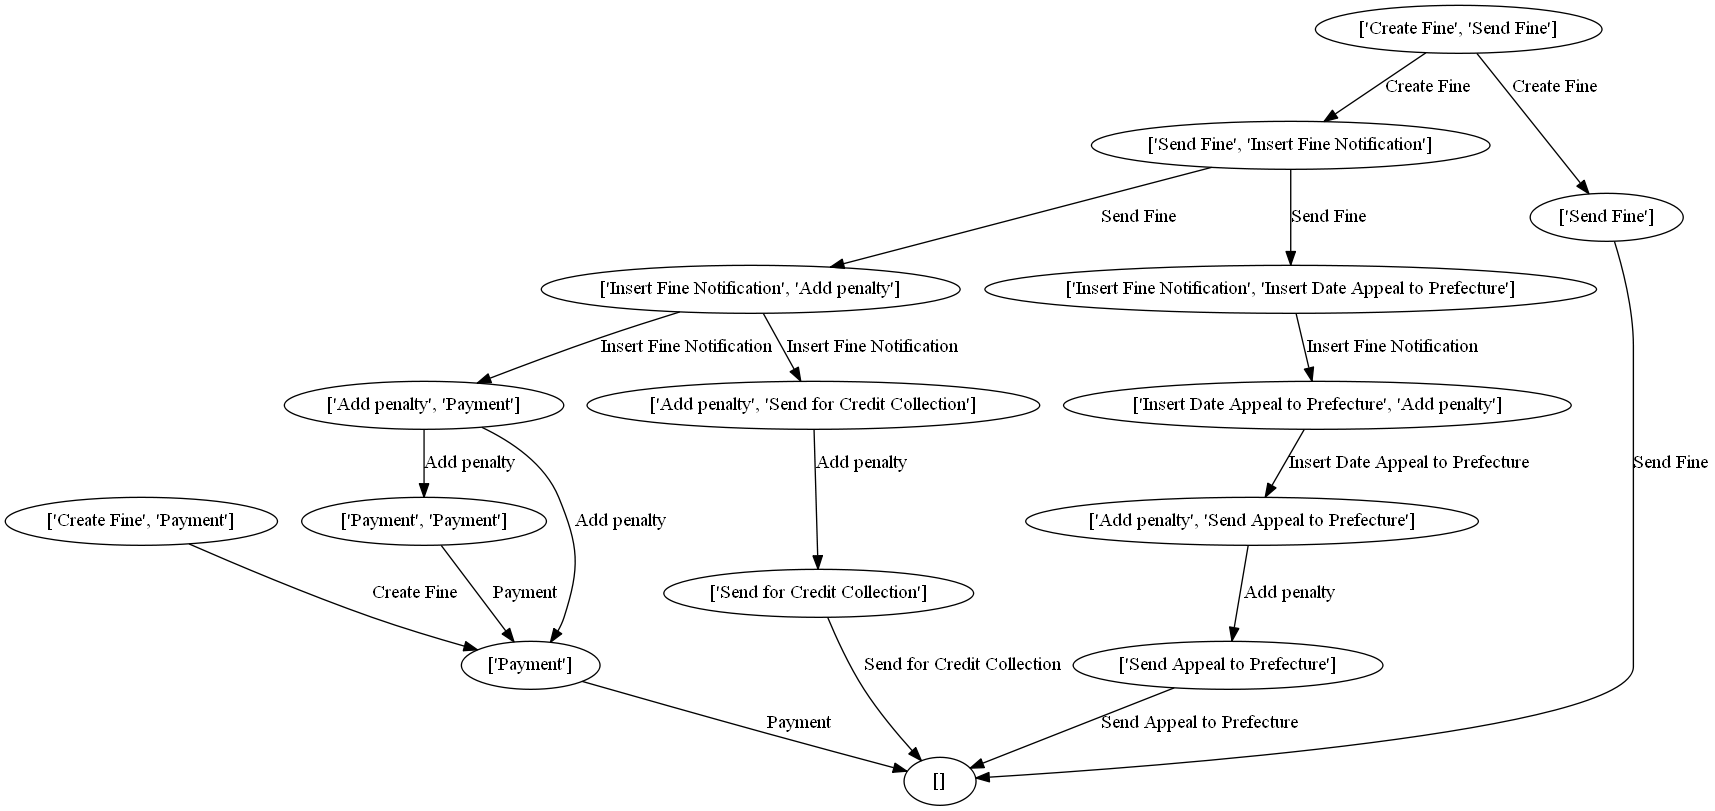 ['Create Fine', 'Send Fine']
Create Fine
Create Fine
['Send Fine', 'Insert Fine Notification']
['Send Fine']
Send Fine
Send Fine
['Insert Fine Notification', 'Add penalty']
['Insert Fine Notification', 'Insert Date Appeal to Prefecture']
Insert Fine Notification
Insert Fine Notification
Insert Fine Notification
['Add penalty', 'Payment']
['Add penalty', 'Send for Credit Collection']
['Insert Date Appeal to Prefecture', 'Add penalty']
Add penalty
Add penalty
Insert Date Appeal to Prefecture
Send Fine
['Create Fine', 'Payment']
['Payment', 'Payment']
Add penalty
['Add penalty', 'Send Appeal to Prefecture']
Create Fine
Payment
['Send for Credit Collection']
Add penalty
['Payment']
Send for Credit Collection
['Send Appeal to Prefecture']
Payment
Send Appeal to Prefecture
[]